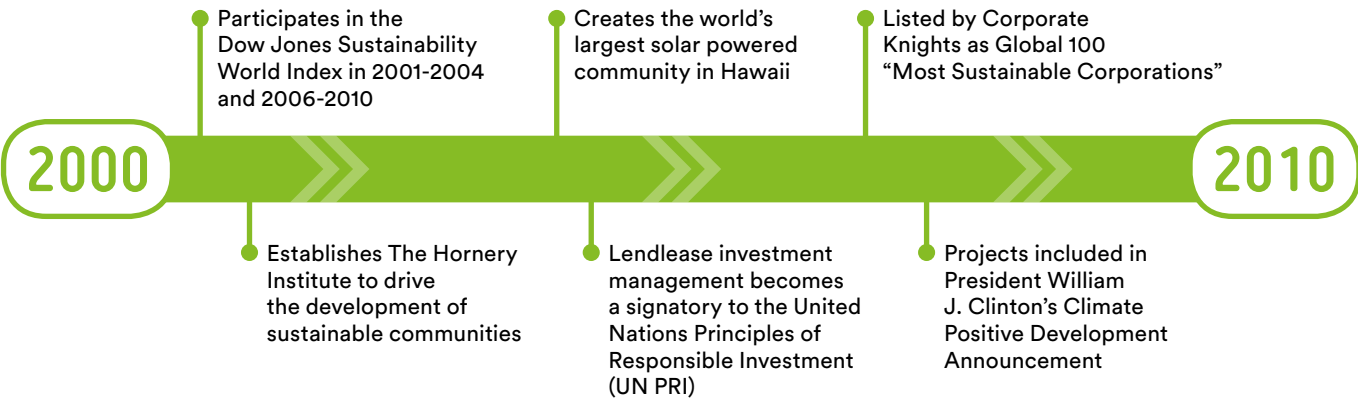 Participates in the
Dow Jones Sustainability
World Index in 2001-2004
and 2006-2010
Creates the world’s
largest solar powered
community in Hawaii
Listed by Corporate
Knights as Global 100
“Most Sustainable Corporations”
2000
2010
Establishes The Hornery
Institute to drive
the development of
sustainable communities
Lendlease investment
management becomes
a signatory to the United
Nations Principles of
Responsible Investment
(UN PRI)
Projects included in
President William
J. Clinton’s Climate
Positive Development
Announcement